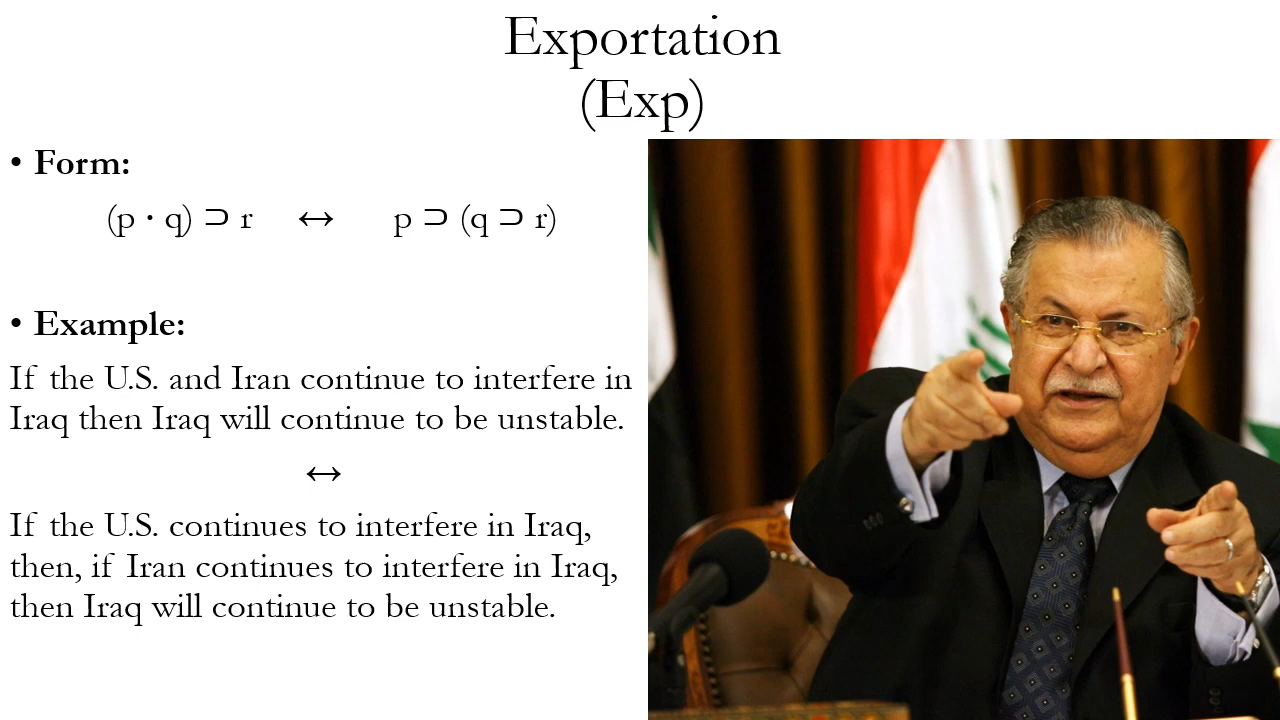 Exportation
(Exp)
• Form:
(p · q) ⊃ r ↔ p ⊃ (q ⊃ r)
• Example:
If the U.S. and Iran continue to interfere in
Iraq then Iraq will continue to be unstable.
↔
If the U.S. continues to interfere in Iraq,
then, if Iran continues to interfere in Iraq,
then Iraq will continue to be unstable.